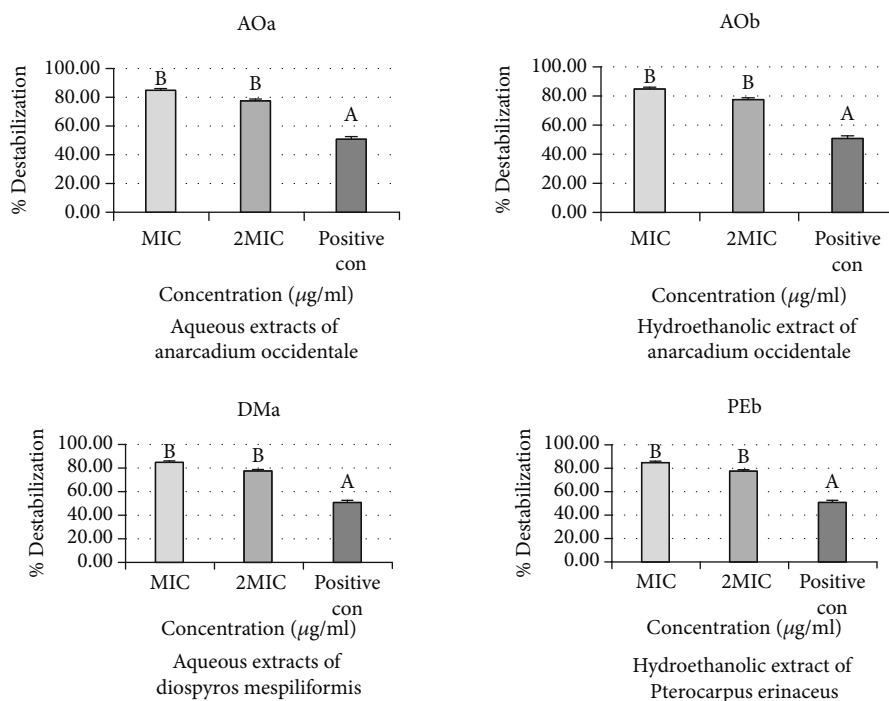 AOa
% Destabilization
100.00
80.00
60.00
40.00
20.00
0.00
B
B
A
MIC
2MIC
Positive
con
Concentration (μg/ml)
Aqueous extracts of
anarcadium occidentale
AOb
% Destabilization
100.00
80.00
60.00
40.00
20.00
0.00
B
B
A
MIC
2MIC
Positive
con
Concentration (μg/ml)
Hydroethanolic extract of
anarcadium occidentale
DMa
% Destabilization
100.00
80.00
60.00
40.00
20.00
0.00
B
B
A
MIC
2MIC
Positive
con
Concentration (μg/ml)
Aqueous extracts of
diospyros mespiliformis
PEb
% Destabilization
100.00
80.00
60.00
40.00
20.00
0.00
B
B
A
MIC
2MIC
Positive
con
Concentration (μg/ml)
Hydroethanolic extract of
Pterocarpus erinaceus